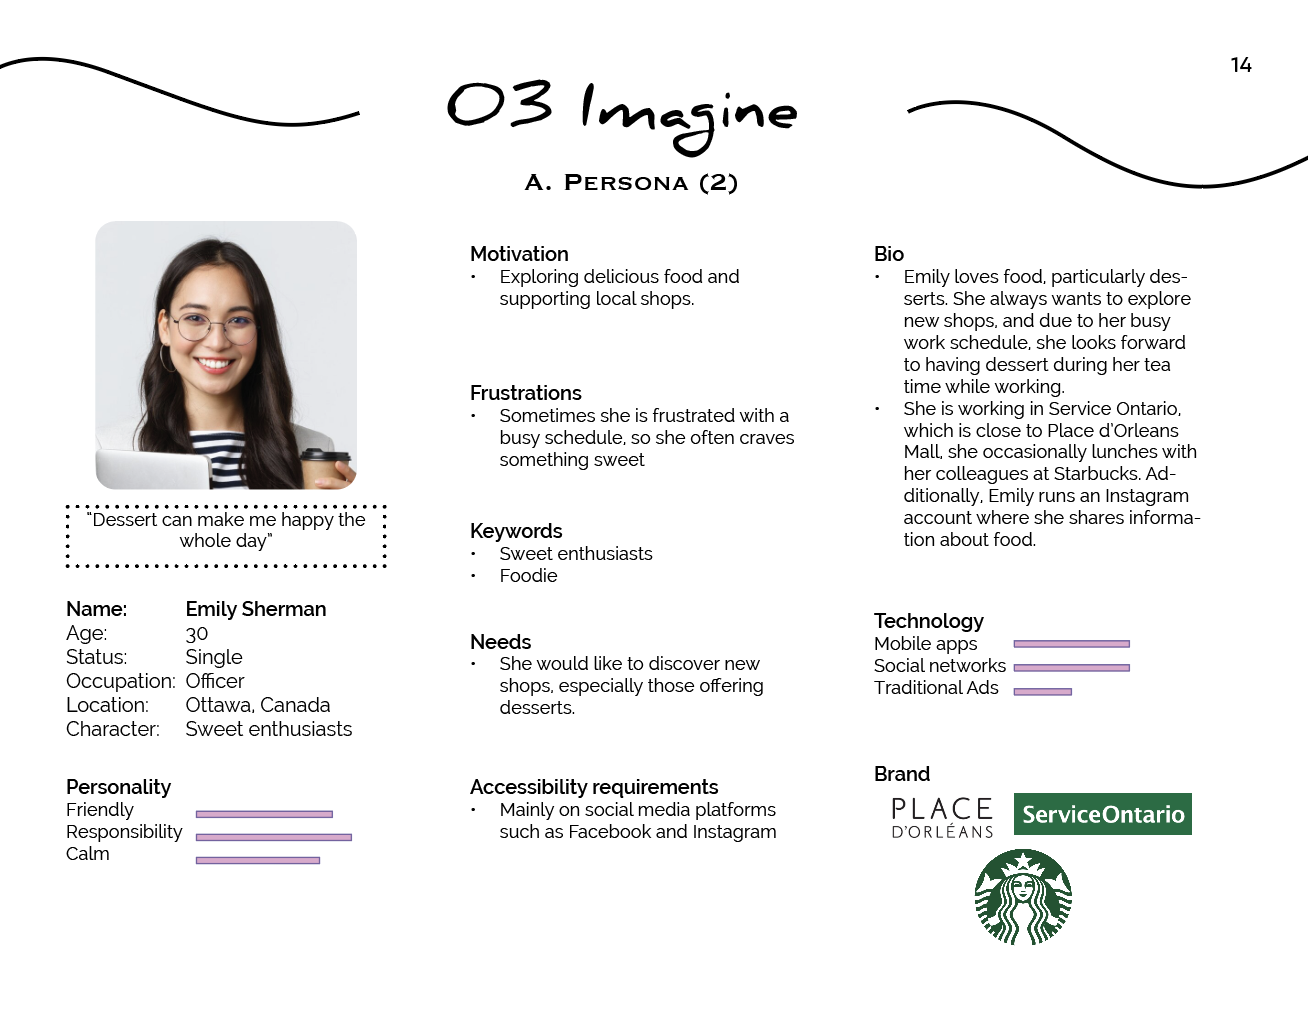 14
03 Imagine
A. Persona (2)
“Dessert can make me happy the
whole day”
Name: Emily Sherman
Age: 30
Status: Single
Occupation: Officer
Location: Ottawa, Canada
Character: Sweet enthusiasts
Personality
Friendly
Responsibility
Calm
Motivation
• Exploring delicious food and
supporting local shops.
Frustrations
• Sometimes she is frustrated with a
busy schedule, so she often craves
something sweet
Keywords
• Sweet enthusiasts
• Foodie
Needs
• She would like to discover new
shops, especially those offering
desserts.
Accessibility requirements
• Mainly on social media platforms
such as Facebook and Instagram
Bio
• Emily loves food, particularly des-
serts. She always wants to explore
new shops, and due to her busy
work schedule, she looks forward
to having dessert during her tea
time while working.
• She is working in Service Ontario,
which is close to Place d’Orleans
Mall, she occasionally lunches with
her colleagues at Starbucks. Ad-
ditionally, Emily runs an Instagram
account where she shares informa-
tion about food.
Technology
Mobile apps
Social networks
Traditional Ads
Brand
PLACE
D’ORLÉANS
ServiceOntario